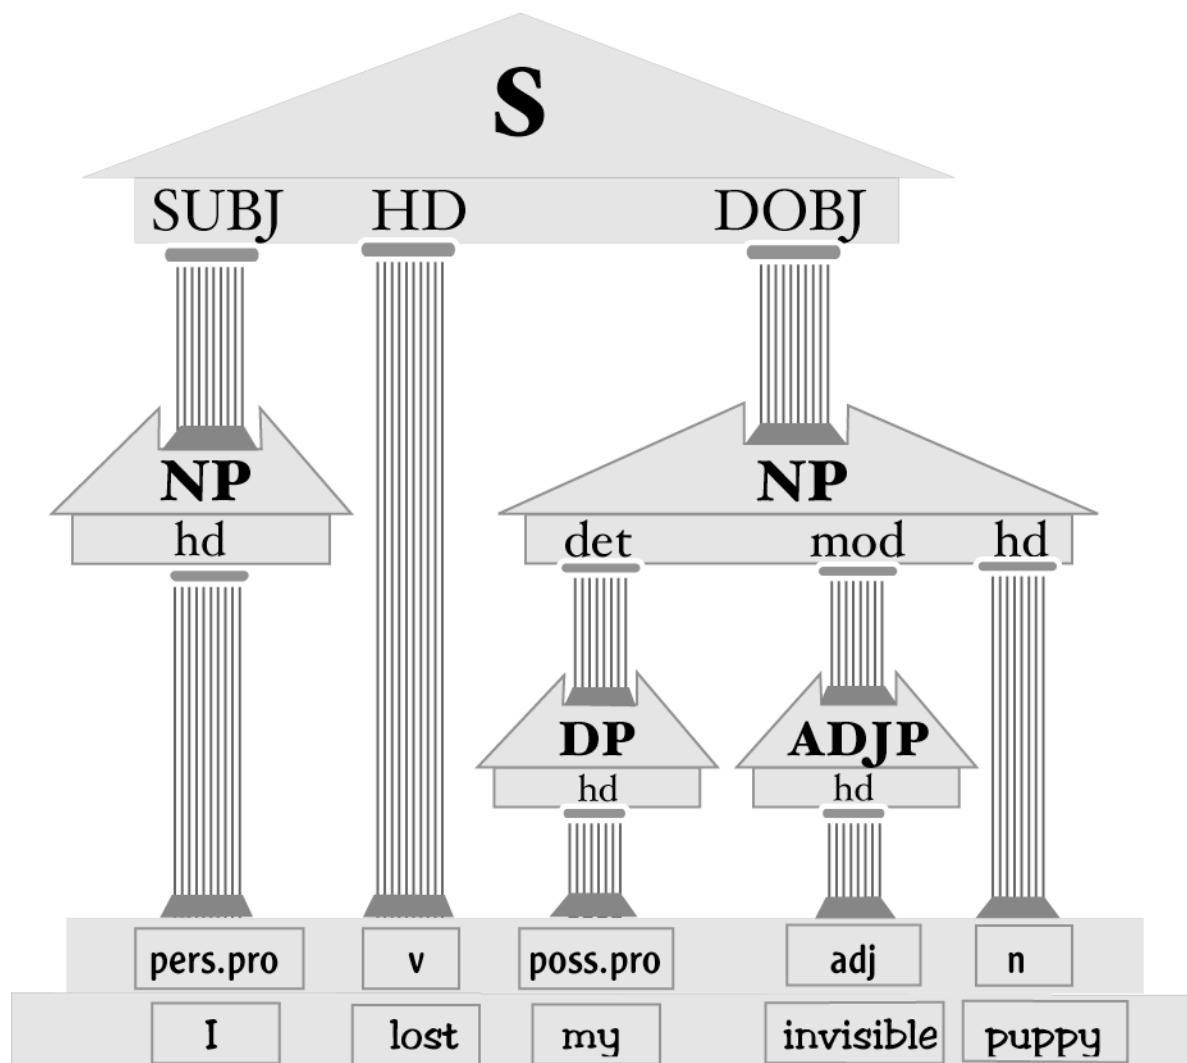 S
SUBJ HD DOBJ
NP NP
hd det mod hd
DP ADJP
hd hd
pers.pro v poss.pro adj n
I lost my invisible puppy